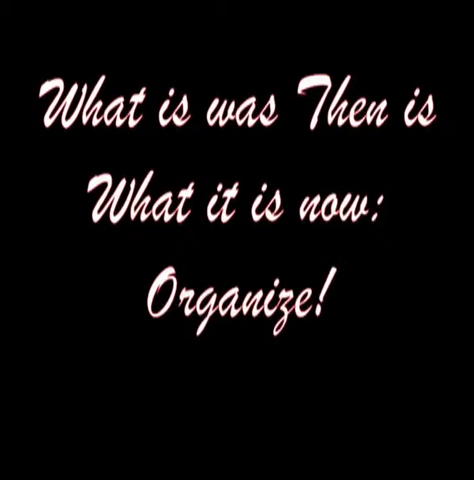 What is was Then is
What it is now:
Organize!